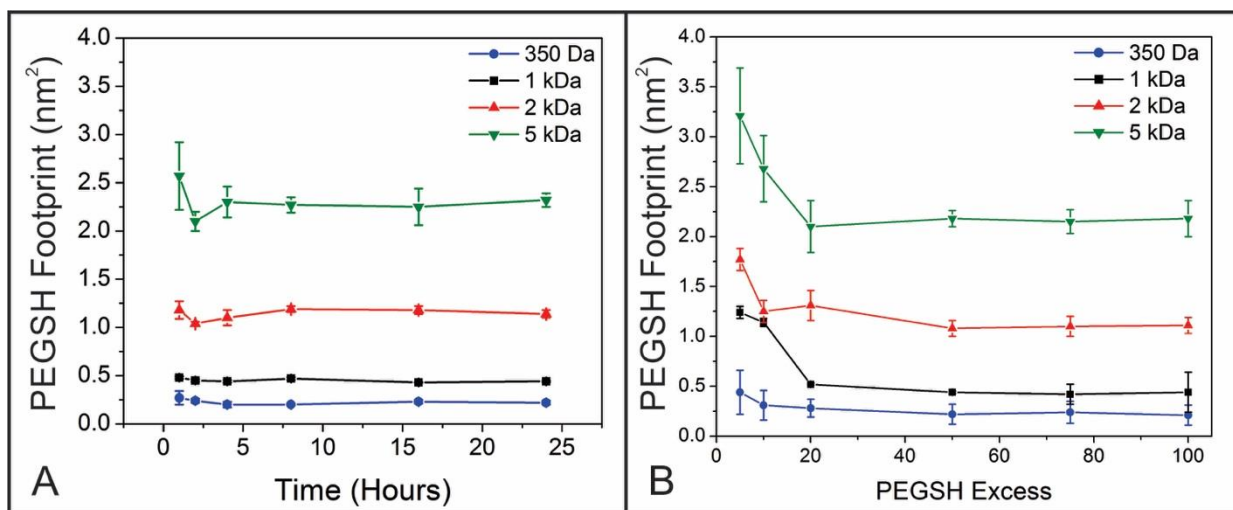 PEGSH Footprint (nm²)
4.0
3.5
3.0
2.5
2.0
1.5
1.0
0.5
0.0
350 Da
1 kDa
2 kDa
5 kDa
0 5 10 15 20 25
Time (Hours)
A
PEGSH Footprint (nm²)
4.0
3.5
3.0
2.5
2.0
1.5
1.0
0.5
0.0
350 Da
1 kDa
2 kDa
5 kDa
0 20 40 60 80 100
PEGSH Excess
B